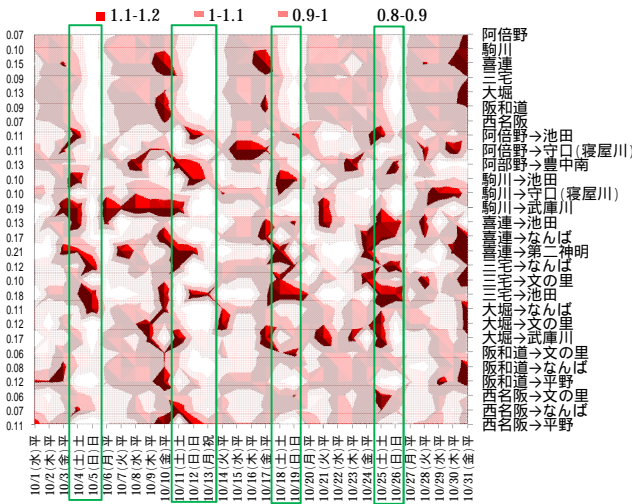 1.1-1.2 1-1.1 0.9-1 0.8-0.9
0.07 阿倍野
0.10 駒川
0.15 喜連
0.09 三宅
0.13 大堀
0.09 阪和道
0.07 西名阪
0.11 阿倍野→池田
0.11 阿倍野→守口(寝屋川)
0.13 阿部野→豊中南
0.10 駒川→池田
0.10 駒川→守口(寝屋川)
0.19 駒川→武庫川
0.13 喜連→池田
0.17 喜連→なんば
0.21 喜連→第二神明
0.12 三宅→なんば
0.10 三宅→文の里
0.18 三宅→池田
0.11 大堀→なんば
0.12 大堀→文の里
0.17 大堀→武庫川
0.06 阪和道→文の里
0.08 阪和道→なんば
0.12 阪和道→平野
0.06 西名阪→文の里
0.07 西名阪→なんば
0.11 西名阪→平野
10/1 (水) 平
10/2 (木) 平
10/3 (金) 平
10/4 (土) 土
10/5 (日) 日
10/6 (月) 平
10/7 (火) 平
10/8 (水) 平
10/9 (木) 平
10/10 (金) 平
10/11 (土) 土
10/12 (日) 日
10/13 (月) 祝
10/14 (火) 平
10/15 (水) 平
10/16 (木) 平
10/17 (金) 平
10/18 (土) 土
10/19 (日) 日
10/20 (月) 平
10/21 (火) 平
10/22 (水) 平
10/23 (木) 平
10/24 (金) 平
10/25 (土) 土
10/26 (日) 日
10/27 (月) 平
10/28 (火) 平
10/29 (水) 平
10/30 (木) 平
10/31 (金) 平